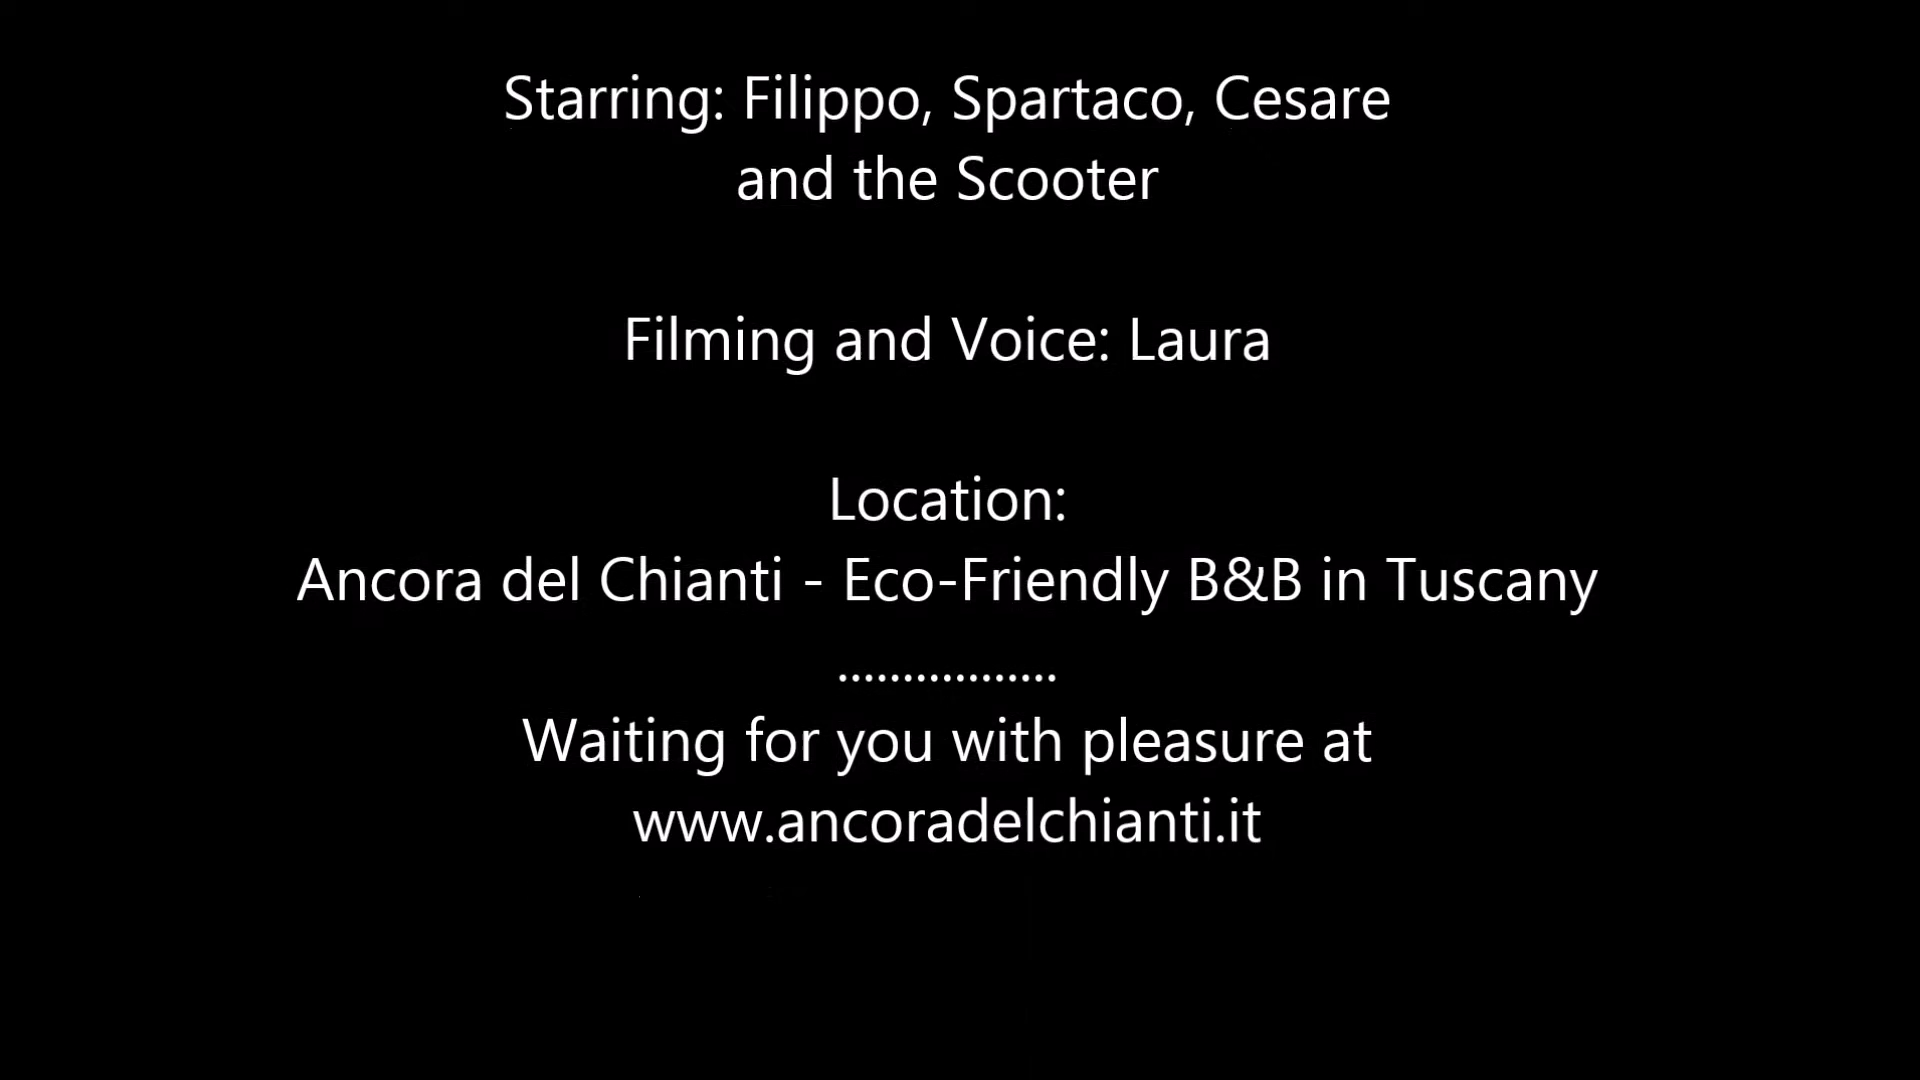 Starring: Filippo, Spartaco, Cesare
and the Scooter
Filming and Voice: Laura
Location:
Ancora del Chianti - Eco-Friendly B&B in Tuscany
.................
Waiting for you with pleasure at
www.ancoradelchianti.it